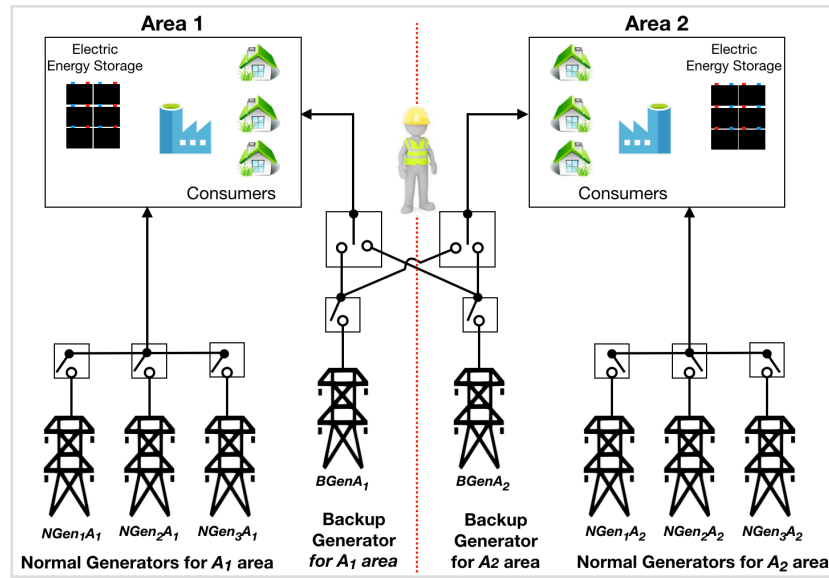 Area 1
Area 2
Electric
Energy Storage
Consumers
Electric
Energy Storage
Consumers
NGen₁A₁
NGen₂A₁
NGen₃A₁
Normal Generators for A₁ area
BGenA₁
Backup
Generator
for A₁ area
BGenA₂
Backup
Generator
for A2 area
NGen₁A₂
NGen₂A₂
NGen₃A₂
Normal Generators for A₂ area